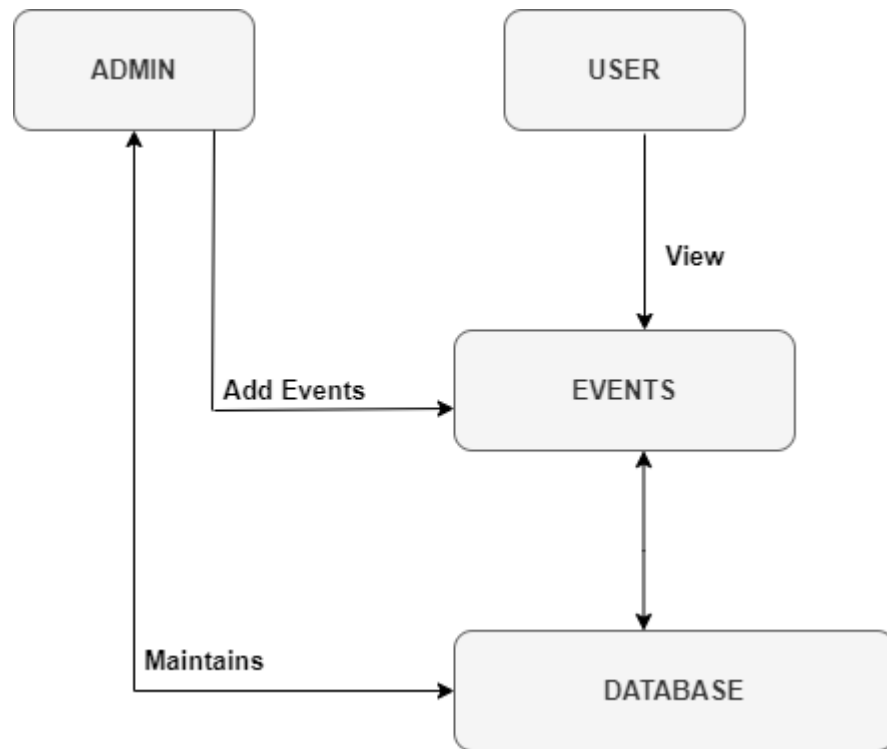 ADMIN
USER
View
Add Events
EVENTS
Maintains
DATABASE